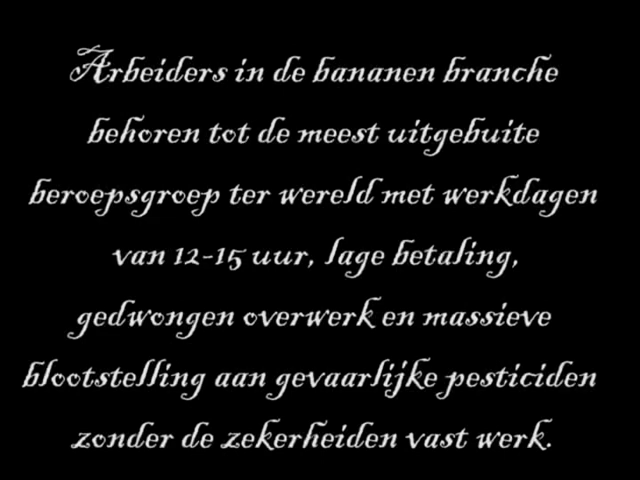 Arbeiders in de bananen branche
behoren tot de meest uitgebuite
beroepsgroep ter wereld met werkdagen
van 12-15 uur, lage betaling,
gedwongen overwerk en massieve
blootstelling aan gevaarlijke pesticiden
zonder de zekerheiden vast werk.